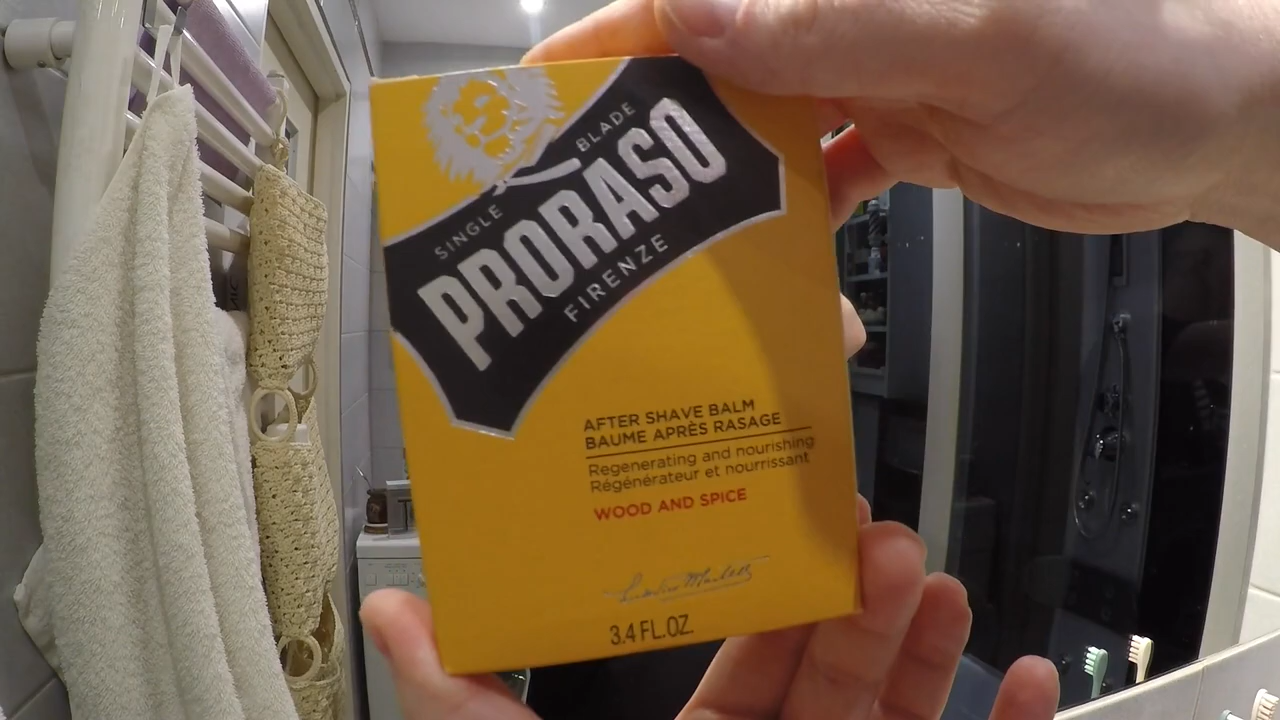 SINGLE BLADE
PRORASO
FIRENZE
AFTER SHAVE BALM
BAUME APRÈS RASAGE
Regenerating and nourishing
Régénérateur et nourrissant
WOOD AND SPICE
3.4 FL.OZ.